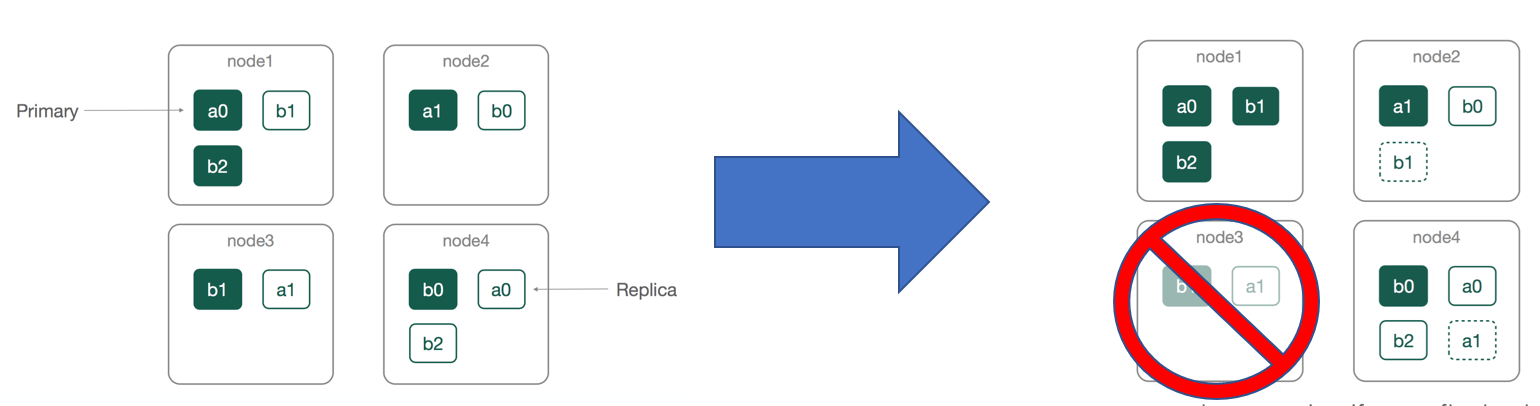 node1
node2
Primary
a0
b1
a1
b0
b2
node3
node4
b1
a1
b0
a0
Replica
b2
node1
node2
a0
b1
a1
b0
b2
b1
node3
node4
a1
b0
a0
b2
a1